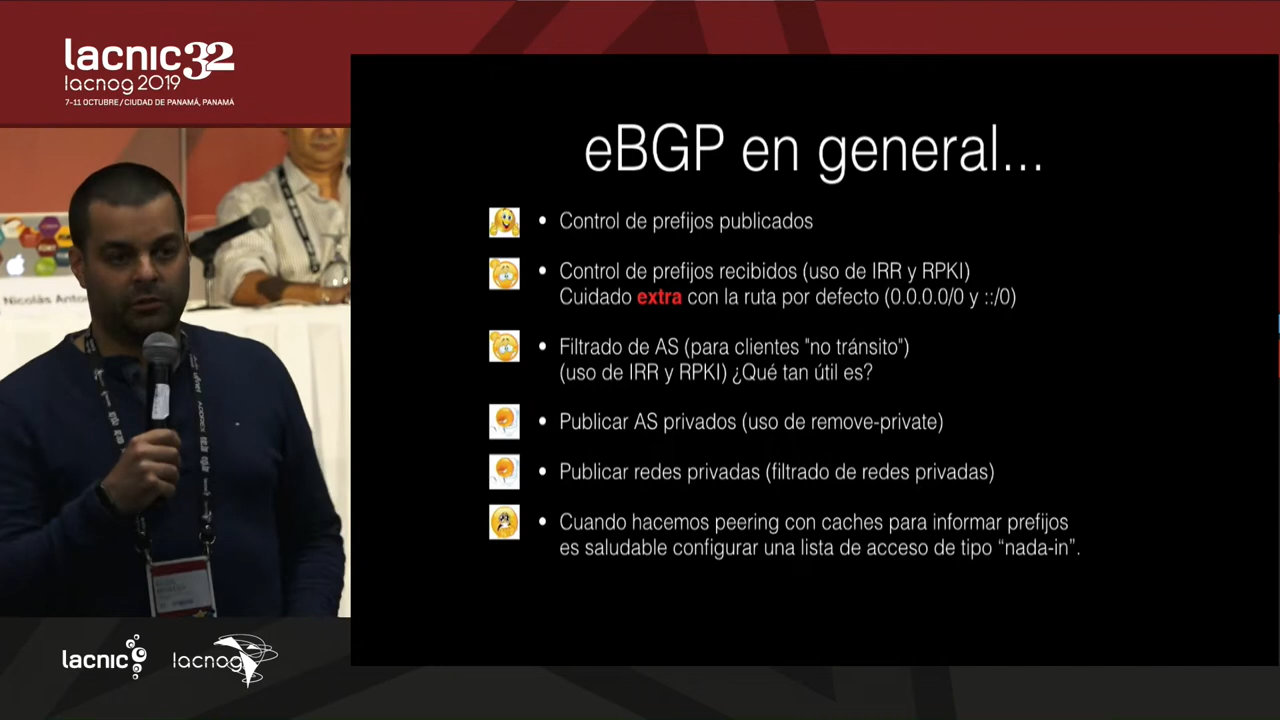 lacnic32
lacnog 2019
7-11 OCTUBRE / CIUDAD DE PANAMÁ, PANAMÁ
eBGP en general...
• Control de prefijos publicados
• Control de prefijos recibidos (uso de IRR y RPKI)
Cuidado extra con la ruta por defecto (0.0.0.0/0 y ::/0)
• Filtrado de AS (para clientes "no tránsito")
(uso de IRR y RPKI) ¿Qué tan útil es?
• Publicar AS privados (uso de remove-private)
• Publicar redes privadas (filtrado de redes privadas)
• Cuando hacemos peering con caches para informar prefijos
es saludable configurar una lista de acceso de tipo “nada-in”.
Nicolás
lacnic
lacnog